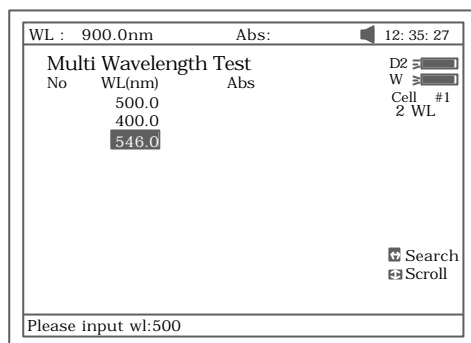 WL : 900.0nm Abs: 12: 35: 27
Multi Wavelength Test
No WL(nm) Abs
500.0
400.0
546.0
D2
W
Cell #1
2 WL
Search
Scroll
Please input wl:500